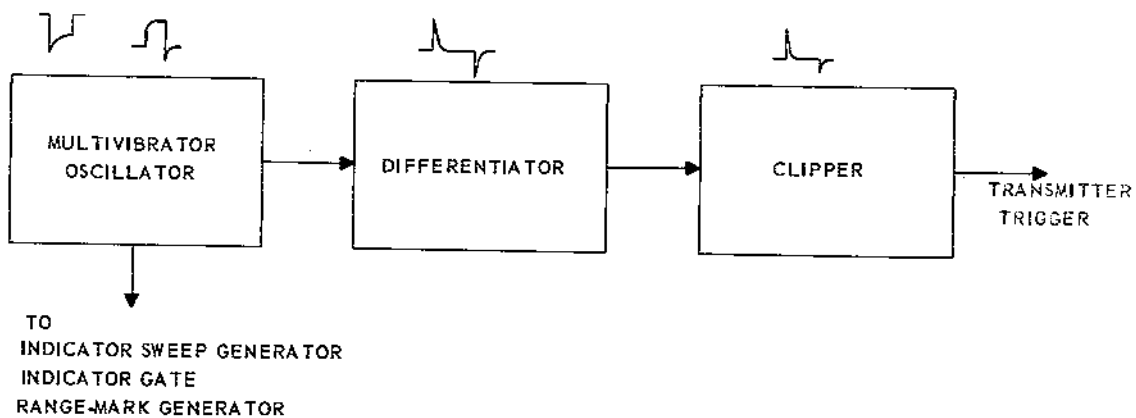 MULTIVIBRATOR
OSCILLATOR
DIFFERENTIATOR
CLIPPER
TRANSMITTER
TRIGGER
TO
INDICATOR SWEEP GENERATOR
INDICATOR GATE
RANGE-MARK GENERATOR